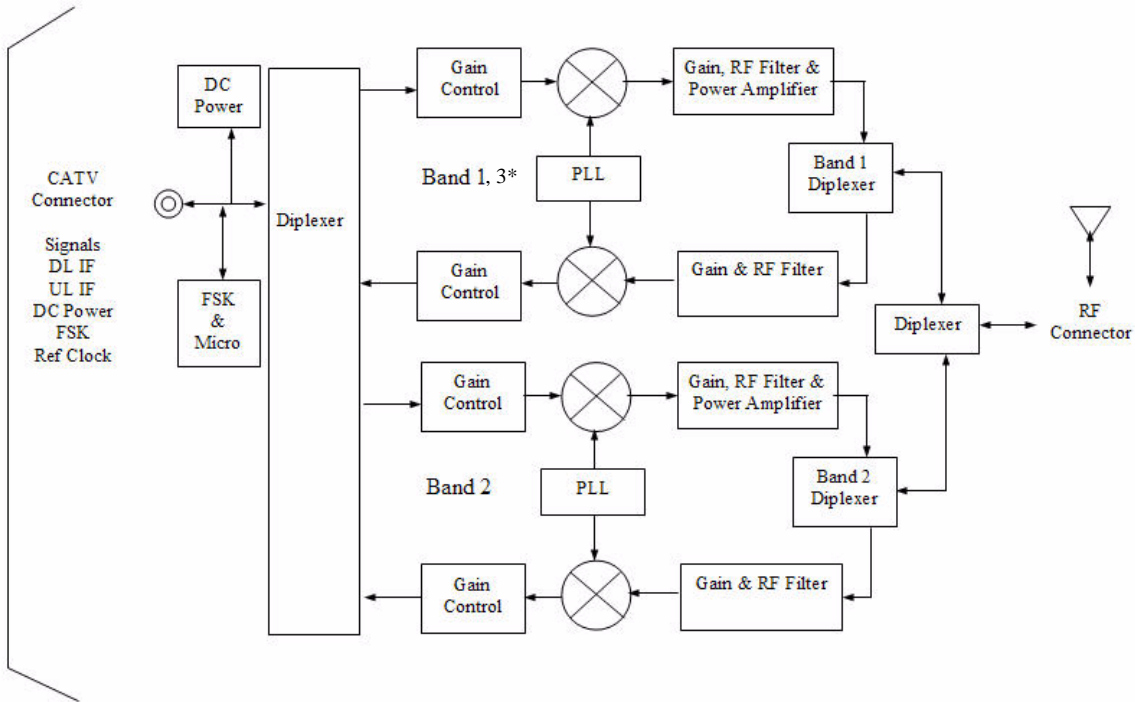 CATV
Connector
Signals
DL IF
UL IF
DC Power
FSK
Ref Clock
DC
Power
FSK
&
Micro
Diplexer
Gain
Control
Gain, RF Filter &
Power Amplifier
Band 1, 3*
PLL
Band 1
Diplexer
Gain
Control
Gain & RF Filter
Diplexer
RF
Connector
Gain
Control
Gain, RF Filter &
Power Amplifier
Band 2
PLL
Band 2
Diplexer
Gain
Control
Gain & RF Filter